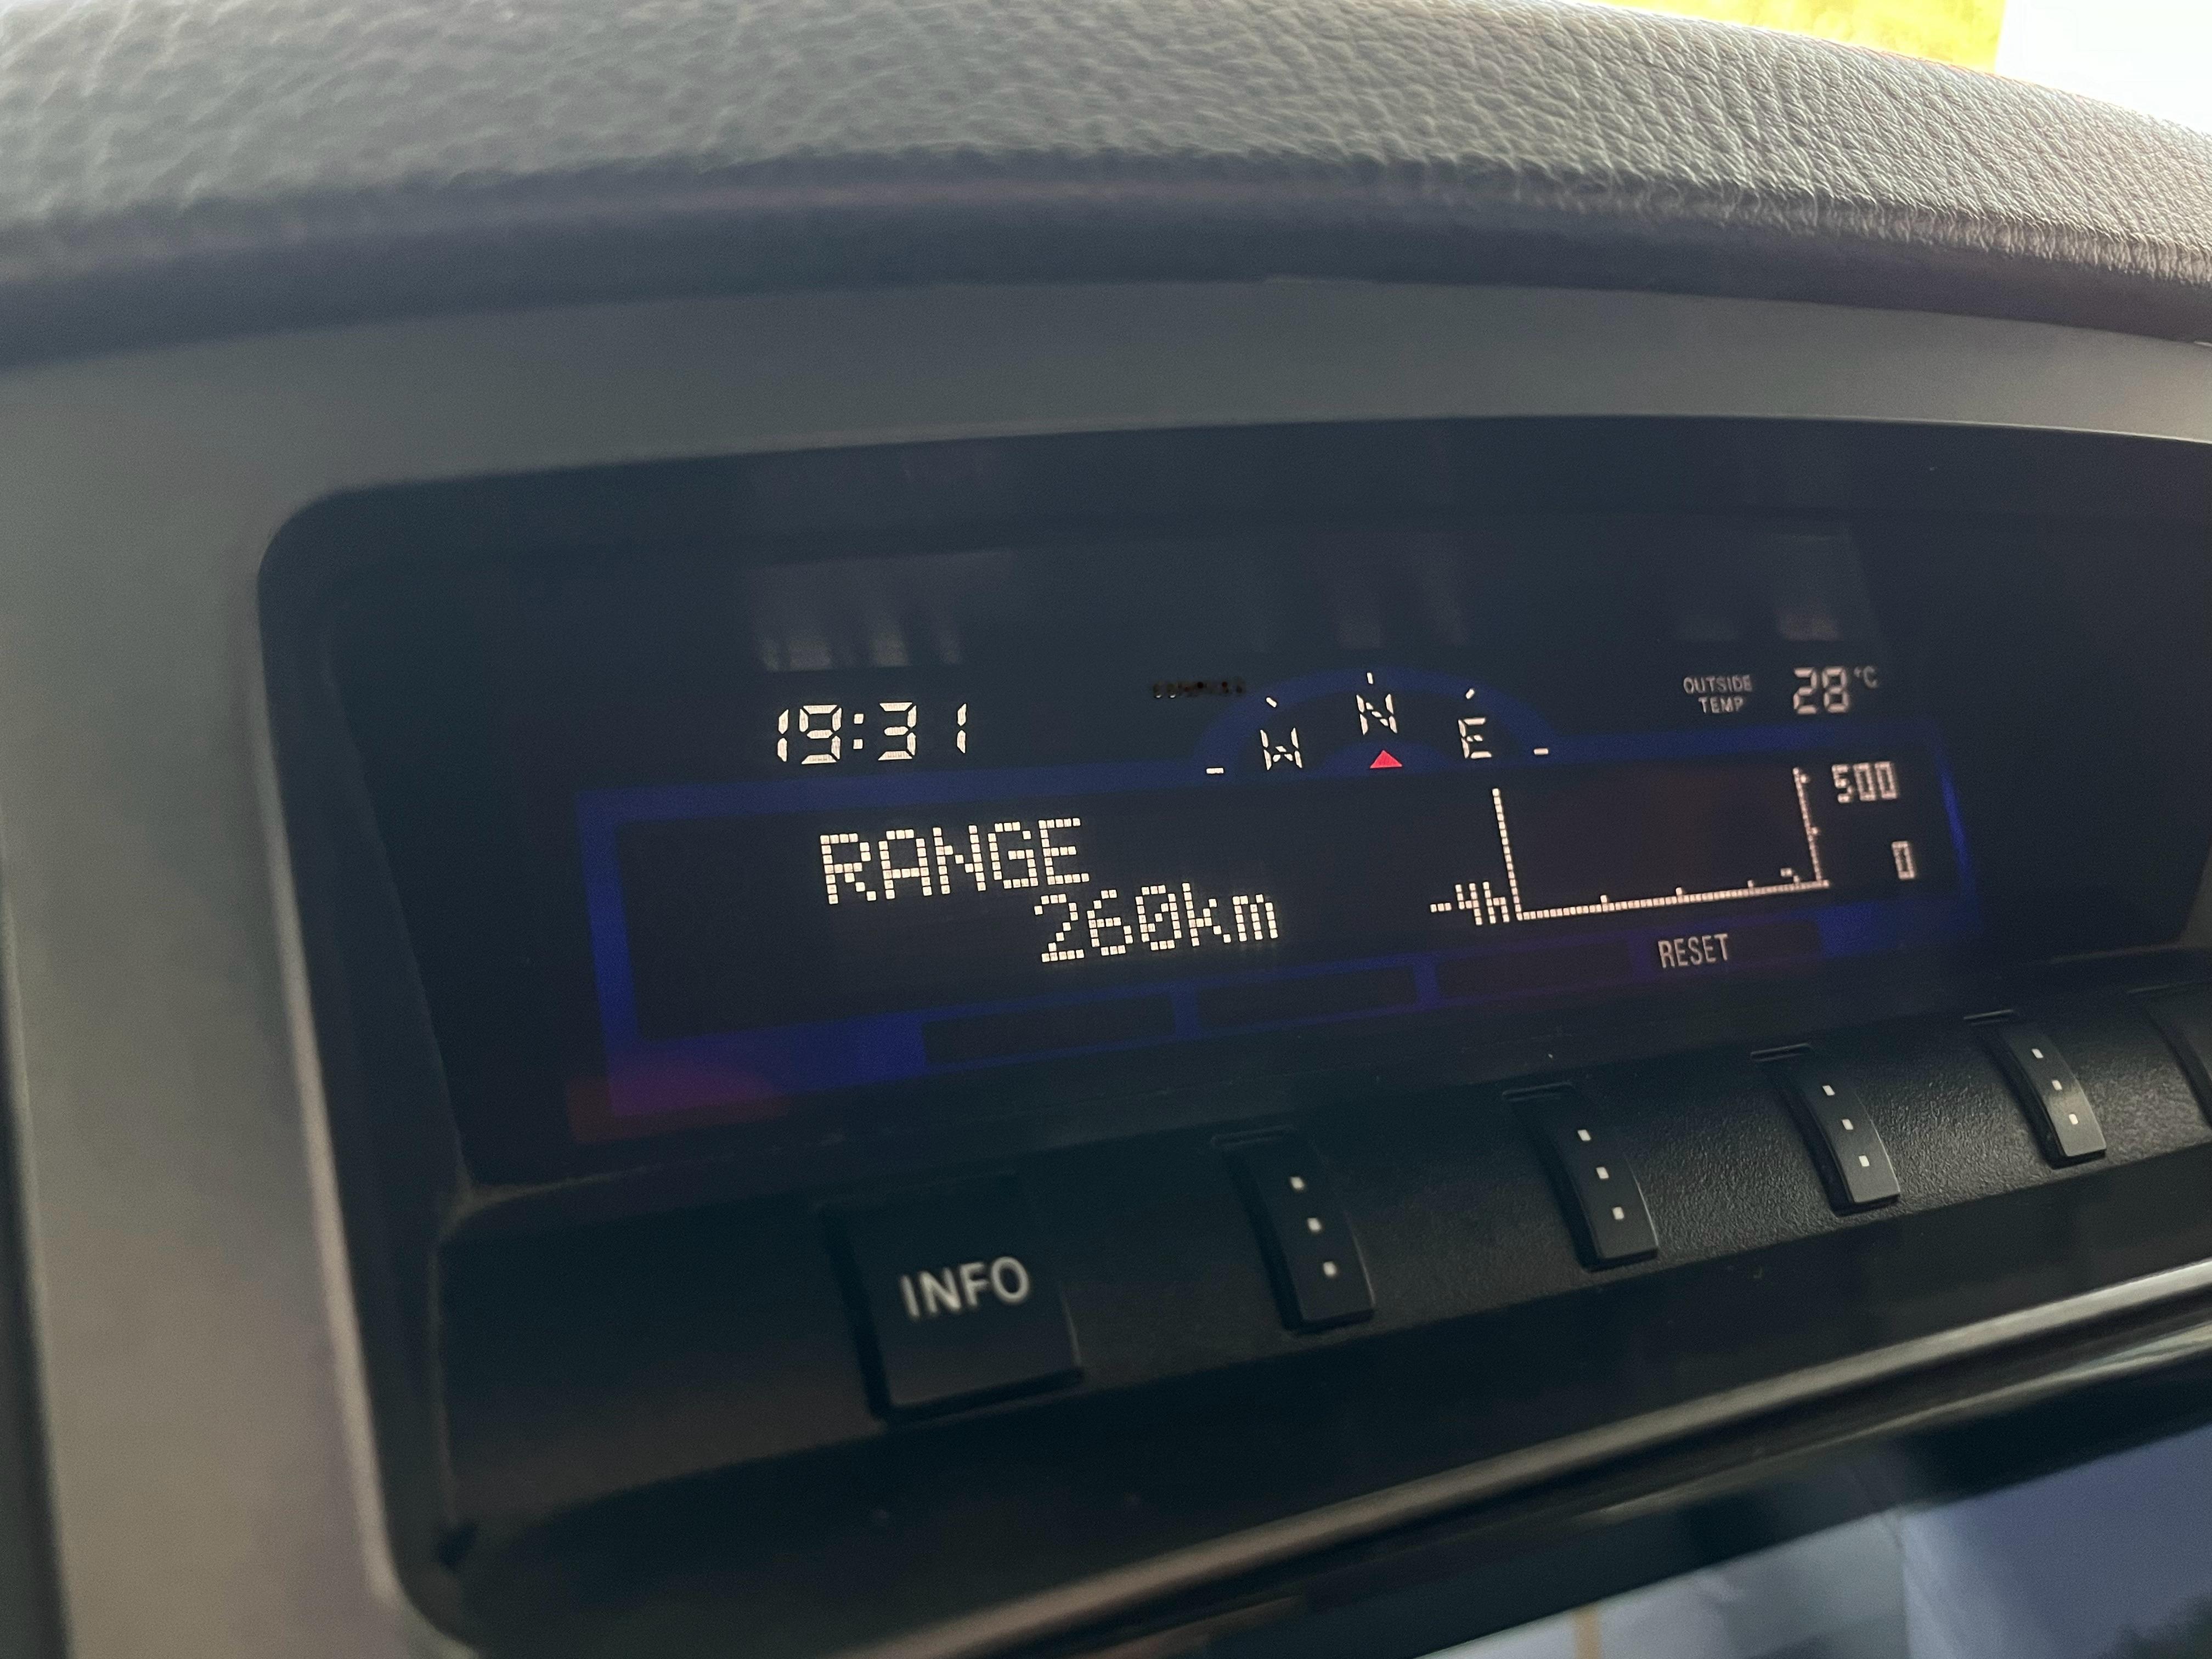 19:31
W N E
OUTSIDE
TEMP
28°C
RANGE
260km
500
0
-4h
RESET
INFO